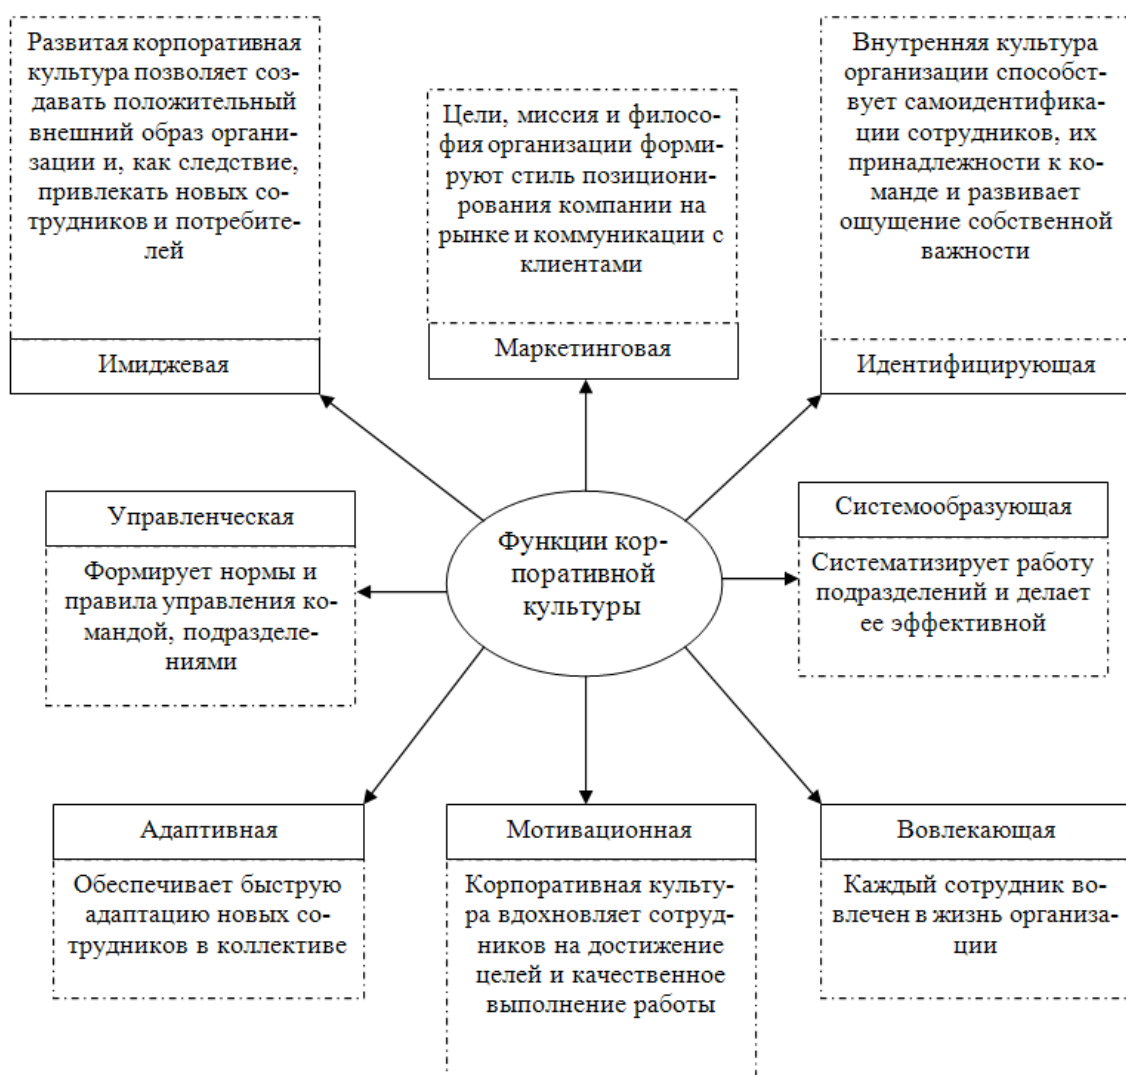 Развитая корпоративная
культура позволяет соз-
давать положительный
внешний образ органи-
зации и, как следствие,
привлекать новых со-
трудников и потребите-
лей
Имиджевая
Цели, миссия и филосо-
фия организации форми-
руют стиль позициони-
рования компании на
рынке и коммуникации с
клиентами
Маркетинговая
Внутренняя культура
организации способст-
вует самоидентифика-
ции сотрудников, их
принадлежности к ко-
манде и развивает
ощущение собственной
важности
Идентифицирующая
Управленческая
Формирует нормы и
правила управления ко-
мандой, подразделе-
ниями
Функции кор-
поративной
культуры
Системообразующая
Систематизирует работу
подразделений и делает
ее эффективной
Адаптивная
Обеспечивает быструю
адаптацию новых со-
трудников в коллективе
Мотивационная
Корпоративная культу-
ра вдохновляет сотруд-
ников на достижение
целей и качественное
выполнение работы
Вовлекающая
Каждый сотрудник во-
влечен в жизнь организа-
ции